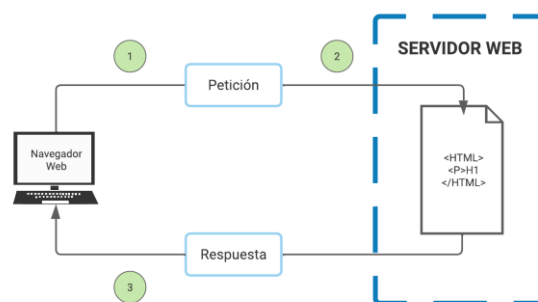 1
2
SERVIDOR WEB
Petición
Navegador
Web
<HTML>
<P>H1
</HTML>
Respuesta
3